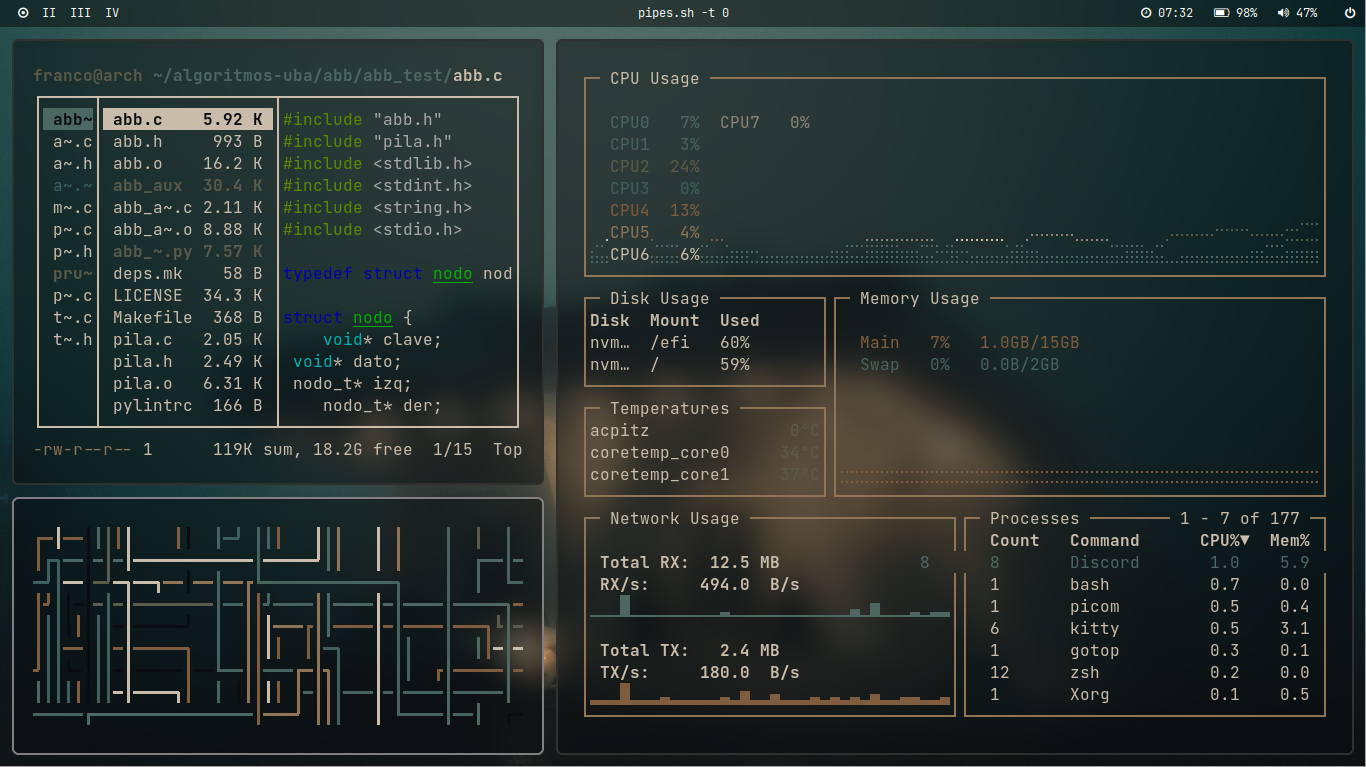 II III IV
pipes.sh -t 0
07:32 98% 47%
franco@arch ~/algoritmos-uba/abb/abb_test/abb.c
abb~ abb.c 5.92 K #include "abb.h"
a~.c abb.h 993 B #include "pila.h"
a~.h abb.o 16.2 K #include <stdlib.h>
a~.~ abb_aux 30.4 K #include <stdint.h>
m~.c abb_a~.c 2.11 K #include <string.h>
p~.c abb_a~.o 8.88 K #include <stdio.h>
p~.h abb_~.py 7.57 K
pru~ deps.mk 58 B typedef struct nodo nod
p~.c LICENSE 34.3 K
t~.c Makefile 368 B struct nodo {
t~.h pila.c 2.05 K void* clave;
pila.h 2.49 K void* dato;
pila.o 6.31 K nodo_t* izq;
pylintrc 166 B nodo_t* der;
-rw-r--r-- 1 119K sum, 18.2G free 1/15 Top
CPU Usage
CPU0 7% CPU7 0%
CPU1 3%
CPU2 24%
CPU3 0%
CPU4 13%
CPU5 4%
CPU6 6%
Disk Usage
Disk Mount Used
nvm… /efi 60%
nvm… / 59%
Memory Usage
Main 7% 1.0GB/15GB
Swap 0% 0.0B/2GB
Temperatures
acpitz 0°C
coretemp_core0 34°C
coretemp_core1 37°C
Network Usage
Total RX: 12.5 MB 8
RX/s: 494.0 B/s
Total TX: 2.4 MB
TX/s: 180.0 B/s
Processes 1 - 7 of 177
Count Command CPU%▼ Mem%
8 Discord 1.0 5.9
1 bash 0.7 0.0
1 picom 0.5 0.4
6 kitty 0.5 3.1
1 gotop 0.3 0.1
12 zsh 0.2 0.0
1 Xorg 0.1 0.5